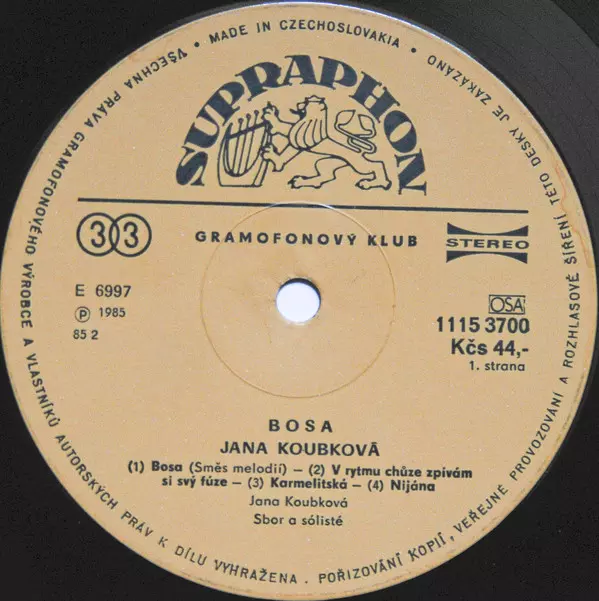 VŠECHNA PRÁVA GRAMOFONOVÉHO VÝROBCE A VLASTNÍKŮ AUTORSKÝCH PRÁV K DÍLU VYHRAŽENA. POŘIZOVÁNÍ KOPIÍ, VEŘEJNÉ PROVOZOVÁNÍ A ROZHLASOVÉ ŠÍŘENÍ TÉTO DESKY JE ZAKÁZÁNO • MADE IN CZECHOSLOVAKIA •
SUPRAPHON
33
GRAMOFONOVÝ KLUB
STEREO
E 6997
Ⓟ 1985
85 2
OSA
1115 3700
Kčs 44,-
1. strana
BOSA
JANA KOUBKOVÁ
(1) Bosa (Směs melodií) – (2) V rytmu chůze zpívám
si svý fúze – (3) Karmelitská – (4) Nijána
Jana Koubková
Sbor a sólisté